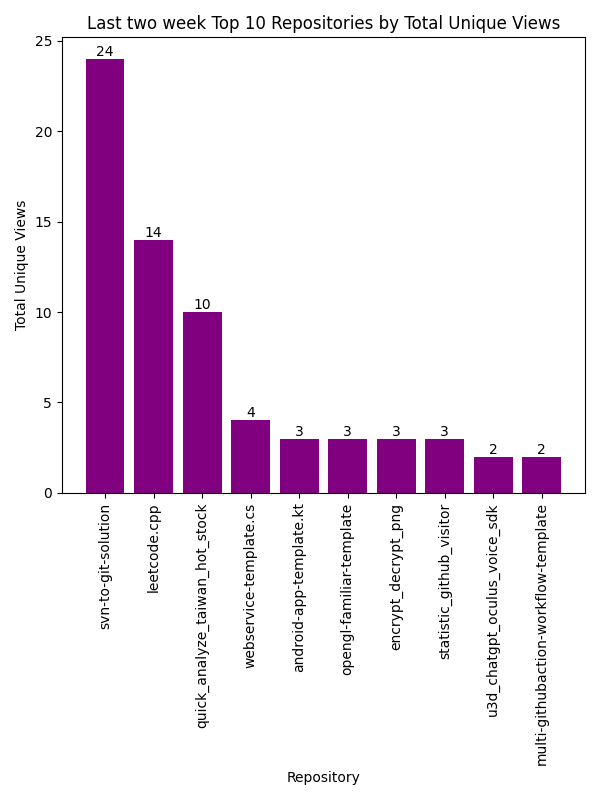 Last two week Top 10 Repositories by Total Unique Views
Total Unique Views
25
20
15
10
5
0
24
14
10
4
3
3
3
3
2
2
svn-to-git-solution
leetcode.cpp
quick_analyze_taiwan_hot_stock
webservice-template.cs
android-app-template.kt
opengl-familiar-template
encrypt_decrypt_png
statistic_github_visitor
u3d_chatgpt_oculus_voice_sdk
multi-githubaction-workflow-template
Repository